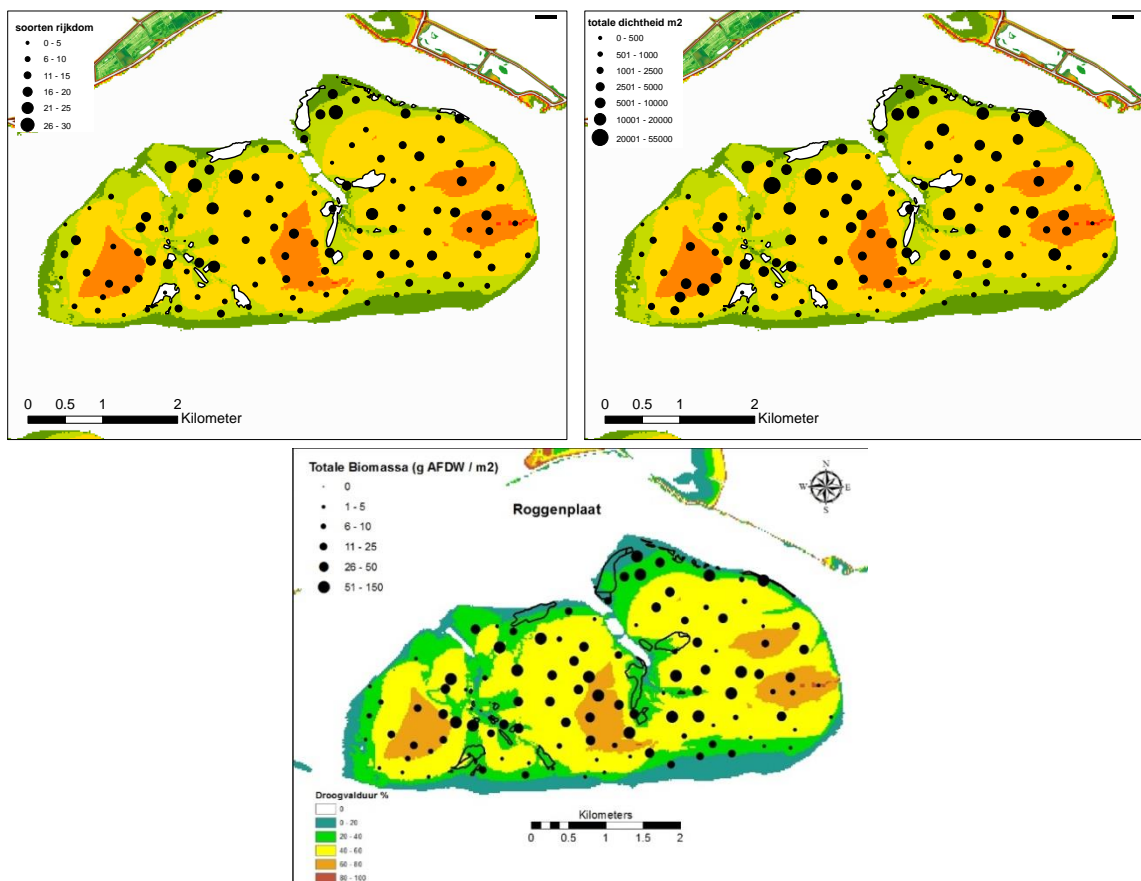 soorten rijkdom
0 - 5
6 - 10
11 - 15
16 - 20
21 - 25
26 - 30
0 0.5 1 2
Kilometer
totale dichtheid m2
0 - 500
501 - 1000
1001 - 2500
2501 - 5000
5001 - 10000
10001 - 20000
20001 - 55000
0 0.5 1 2
Kilometer
Totale Biomassa (g AFDW / m2)
0
1 - 5
6 - 10
11 - 25
26 - 50
51 - 150
Roggenplaat
N
W E
S
Droogvalduur %
0
0 - 20
20 - 40
40 - 60
60 - 80
80 - 100
Kilometers
0 0.5 1 1.5 2